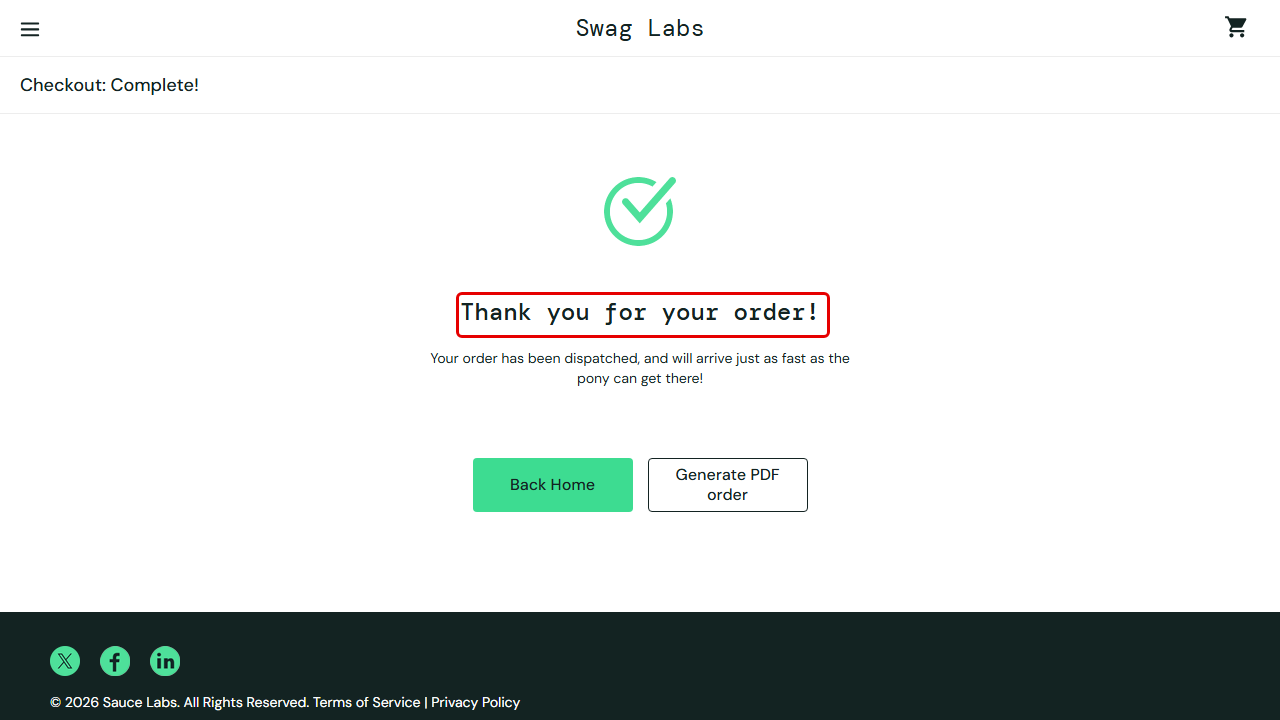 Swag Labs
Checkout: Complete!
Thank you for your order!
Your order has been dispatched, and will arrive just as fast as the
pony can get there!
Back Home
Generate PDF
order
© 2026 Sauce Labs. All Rights Reserved. Terms of Service | Privacy Policy